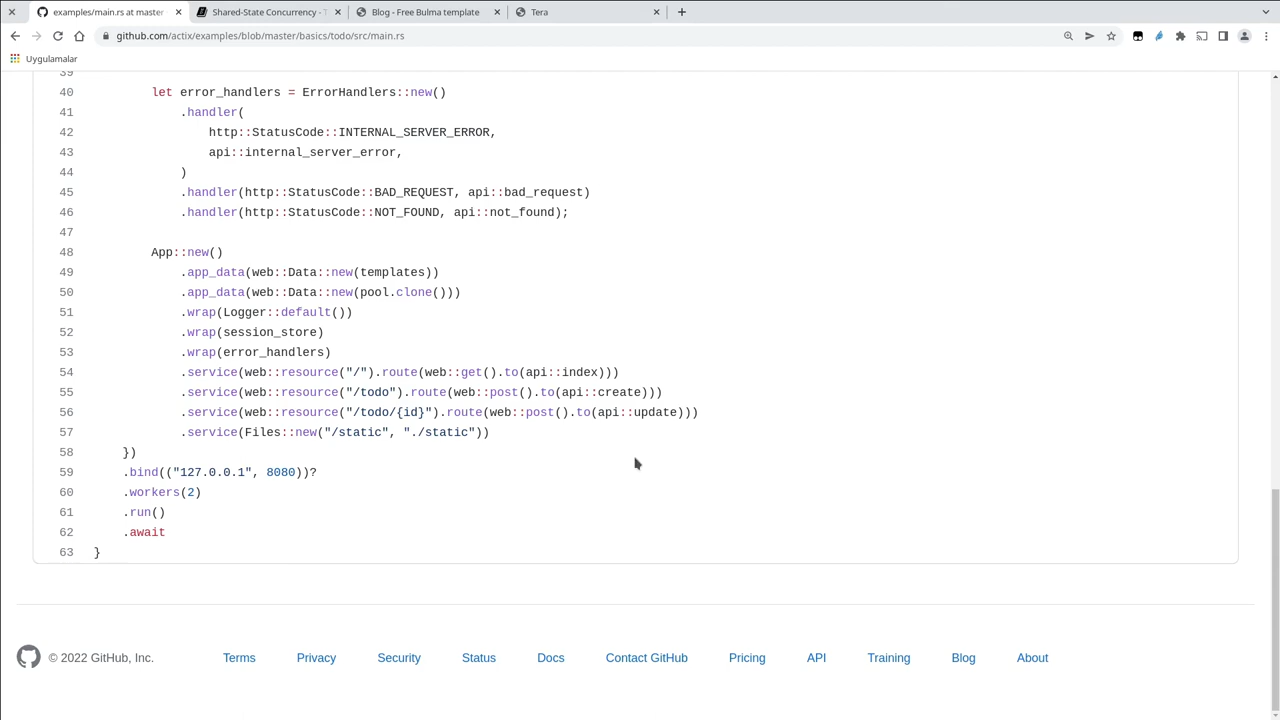 examples/main.rs at master
Shared-State Concurrency - T
Blog - Free Bulma template
Tera
github.com/actix/examples/blob/master/basics/todo/src/main.rs
Uygulamalar
39
40 let error_handlers = ErrorHandlers::new()
41 .handler(
42 http::StatusCode::INTERNAL_SERVER_ERROR,
43 api::internal_server_error,
44 )
45 .handler(http::StatusCode::BAD_REQUEST, api::bad_request)
46 .handler(http::StatusCode::NOT_FOUND, api::not_found);
47
48 App::new()
49 .app_data(web::Data::new(templates))
50 .app_data(web::Data::new(pool.clone()))
51 .wrap(Logger::default())
52 .wrap(session_store)
53 .wrap(error_handlers)
54 .service(web::resource("/").route(web::get().to(api::index)))
55 .service(web::resource("/todo").route(web::post().to(api::create)))
56 .service(web::resource("/todo/{id}").route(web::post().to(api::update)))
57 .service(Files::new("/static", "./static"))
58 })
59 .bind(("127.0.0.1", 8080))?
60 .workers(2)
61 .run()
62 .await
63 }
© 2022 GitHub, Inc.
Terms
Privacy
Security
Status
Docs
Contact GitHub
Pricing
API
Training
Blog
About